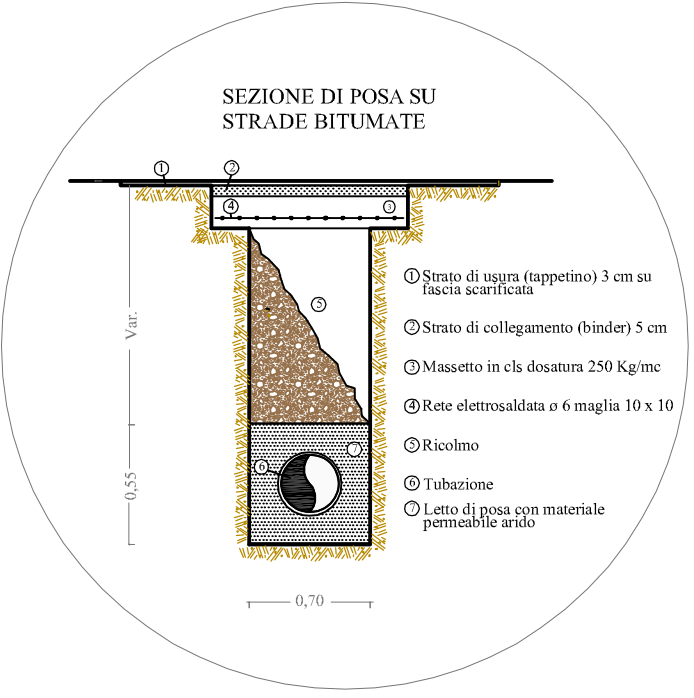 SEZIONE DI POSA SU
STRADE BITUMATE
1
2
4
3
5
7
6
Var.
0,55
0,70
1 Strato di usura (tappetino) 3 cm su
fascia scarificata
2 Strato di collegamento (binder) 5 cm
3 Massetto in cls dosatura 250 Kg/mc
4 Rete elettrosaldata ø 6 maglia 10 x 10
5 Ricolmo
6 Tubazione
7 Letto di posa con materiale
permeabile arido